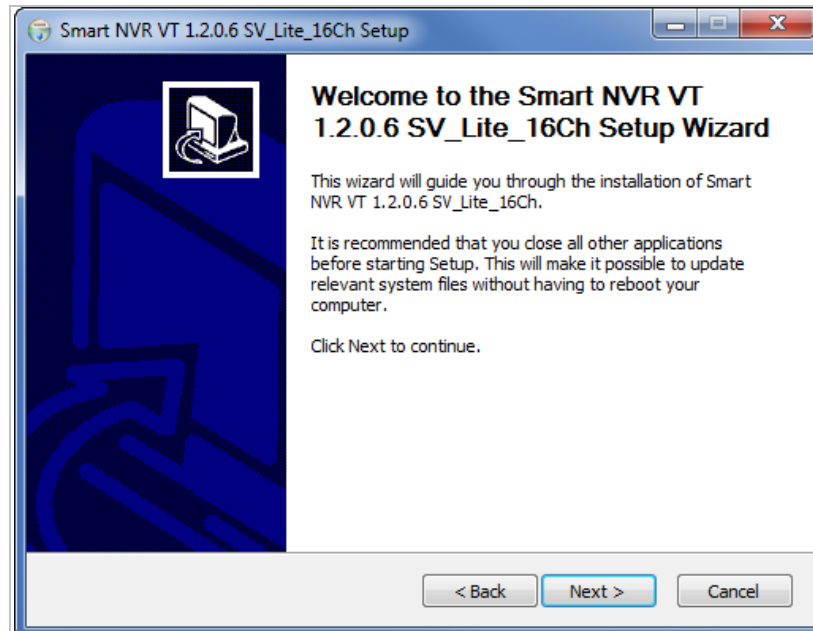 Smart NVR VT 1.2.0.6 SV_Lite_16Ch Setup
Welcome to the Smart NVR VT
1.2.0.6 SV_Lite_16Ch Setup Wizard
This wizard will guide you through the installation of Smart
NVR VT 1.2.0.6 SV_Lite_16Ch.
It is recommended that you close all other applications
before starting Setup. This will make it possible to update
relevant system files without having to reboot your
computer.
Click Next to continue.
< Back Next > Cancel